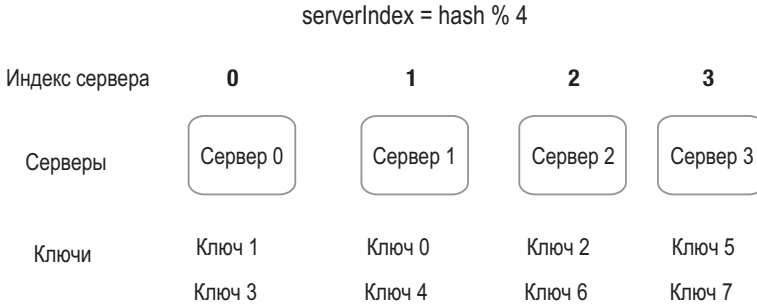 serverIndex = hash % 4
Индекс сервера 0 1 2 3
Серверы Сервер 0 Сервер 1 Сервер 2 Сервер 3
Ключи Ключ 1 Ключ 0 Ключ 2 Ключ 5
Ключ 3 Ключ 4 Ключ 6 Ключ 7